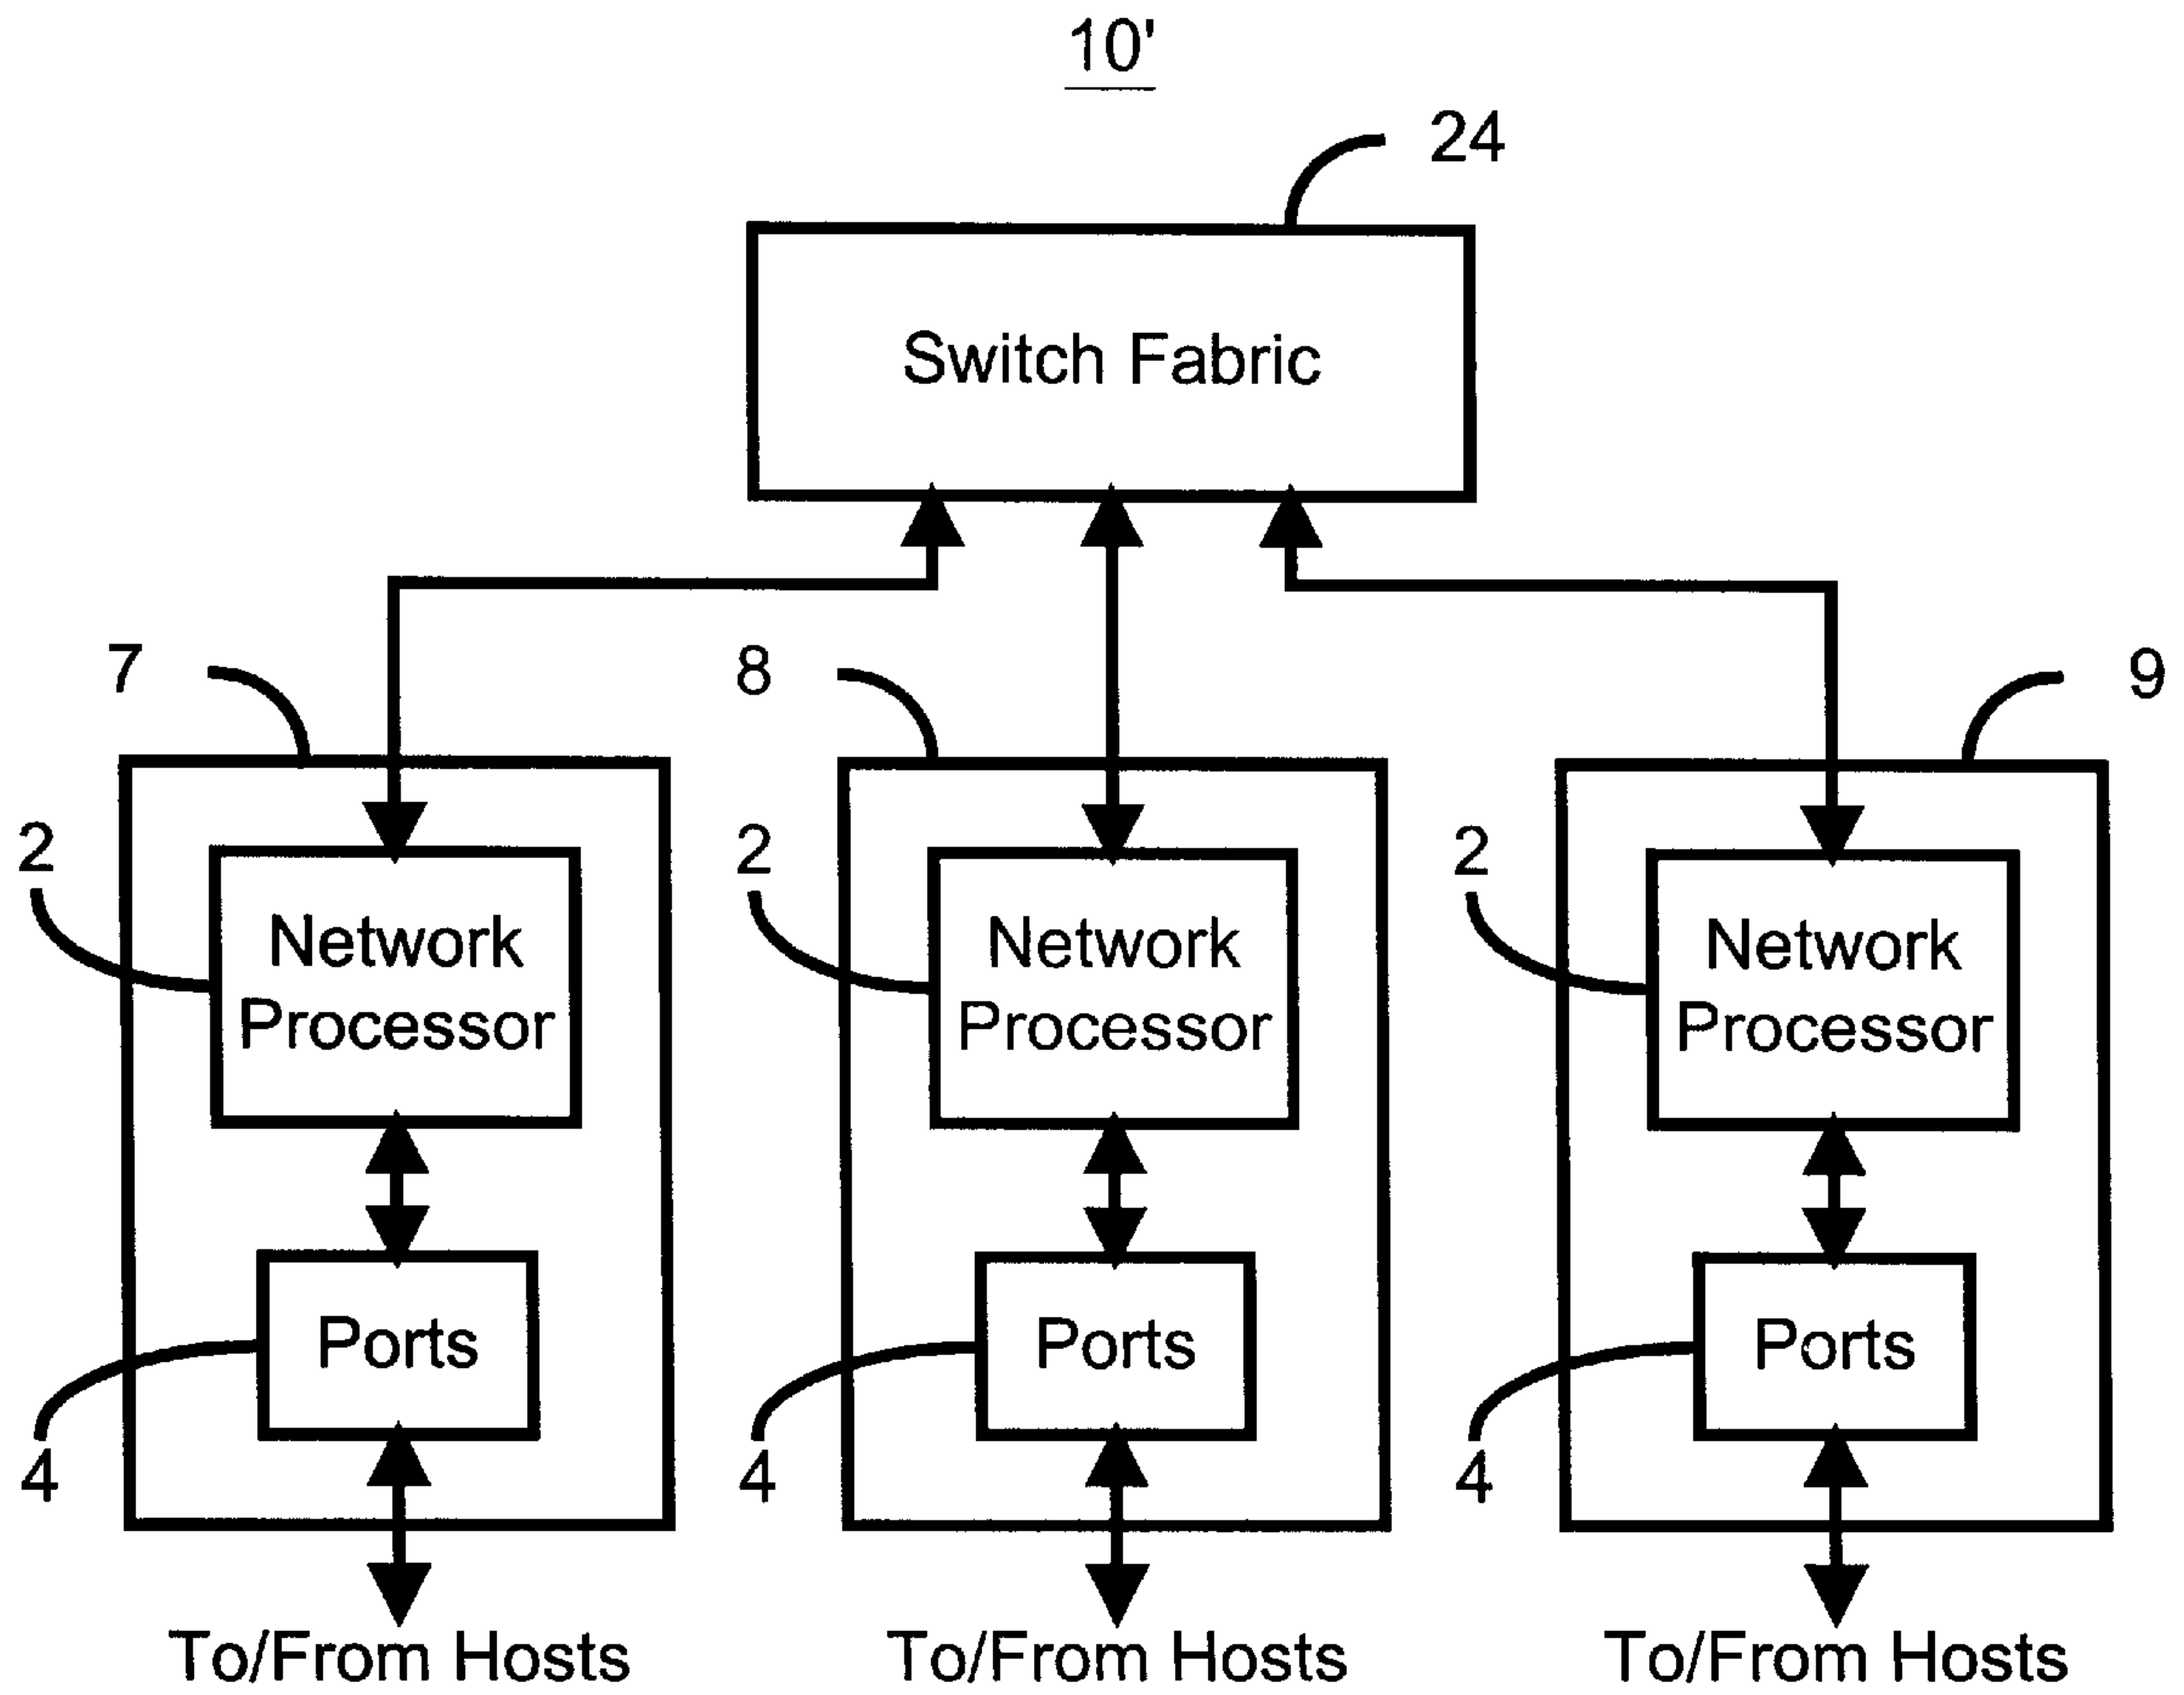 10'
24
Switch Fabric
7
8
9
2
2
2
Network
Processor
Network
Processor
Network
Processor
Ports
Ports
Ports
4
4
4
To/From Hosts
To/From Hosts
To/From Hosts